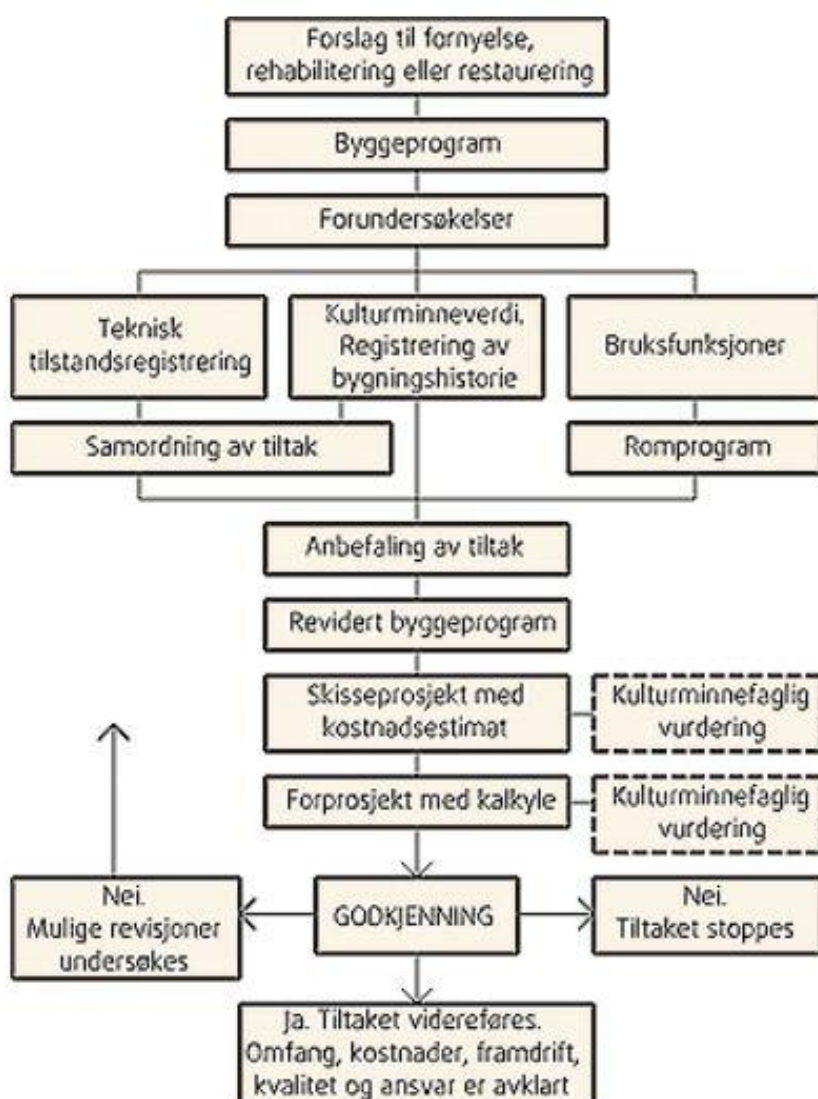 Forslag til fornyelse,
rehabilitering eller restaurering
Byggeprogram
Forundersøkelser
Teknisk
tilstandsregistrering
Kulturminneverdi.
Registrering av
bygningshistorie
Bruksfunksjoner
Samordning av tiltak
Romprogram
Anbefaling av tiltak
Revidert byggeprogram
Skisseprosjekt med
kostnadsestimat
Kulturminnefaglig
vurdering
Forprosjekt med kalkyle
Kulturminnefaglig
vurdering
Nei.
Mulige revisjoner
undersøkes
GODKJENNING
Nei.
Tiltaket stoppes
Ja. Tiltaket videreføres.
Omfang, kostnader, framdrift,
kvalitet og ansvar er avklart